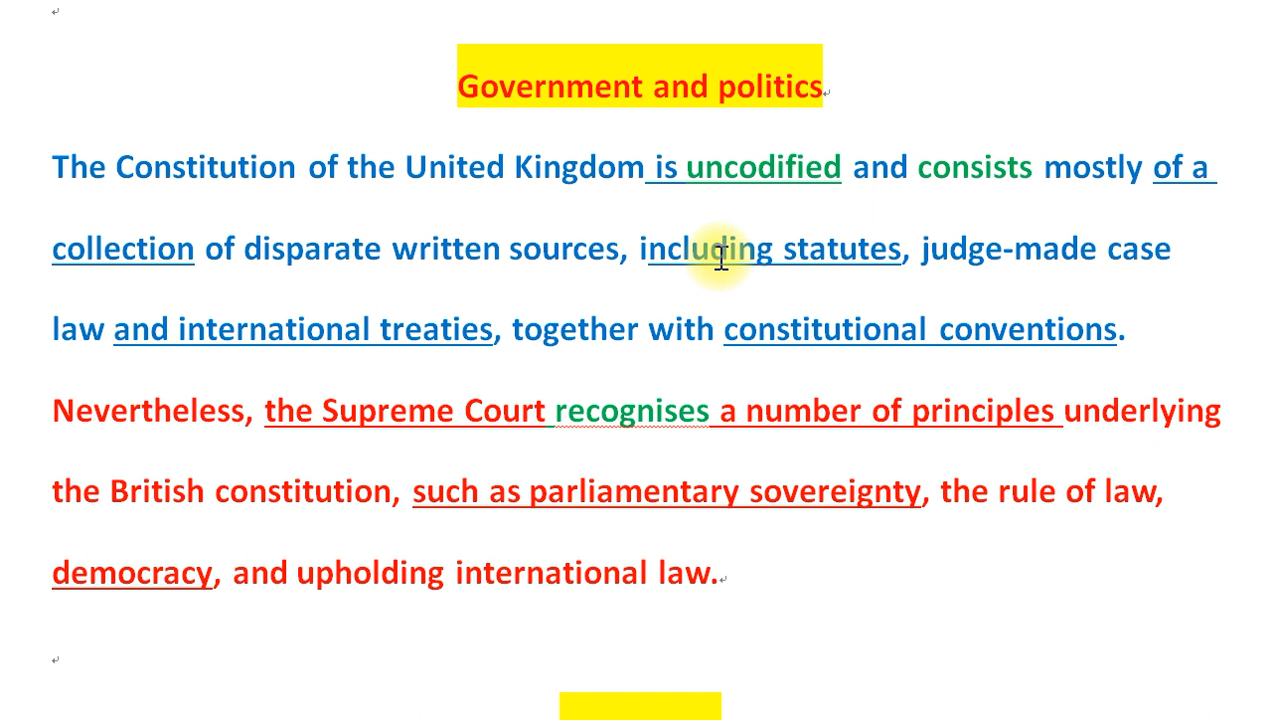 Government and politics
The Constitution of the United Kingdom is uncodified and consists mostly of a
collection of disparate written sources, including statutes, judge-made case
law and international treaties, together with constitutional conventions.
Nevertheless, the Supreme Court recognises a number of principles underlying
the British constitution, such as parliamentary sovereignty, the rule of law,
democracy, and upholding international law.